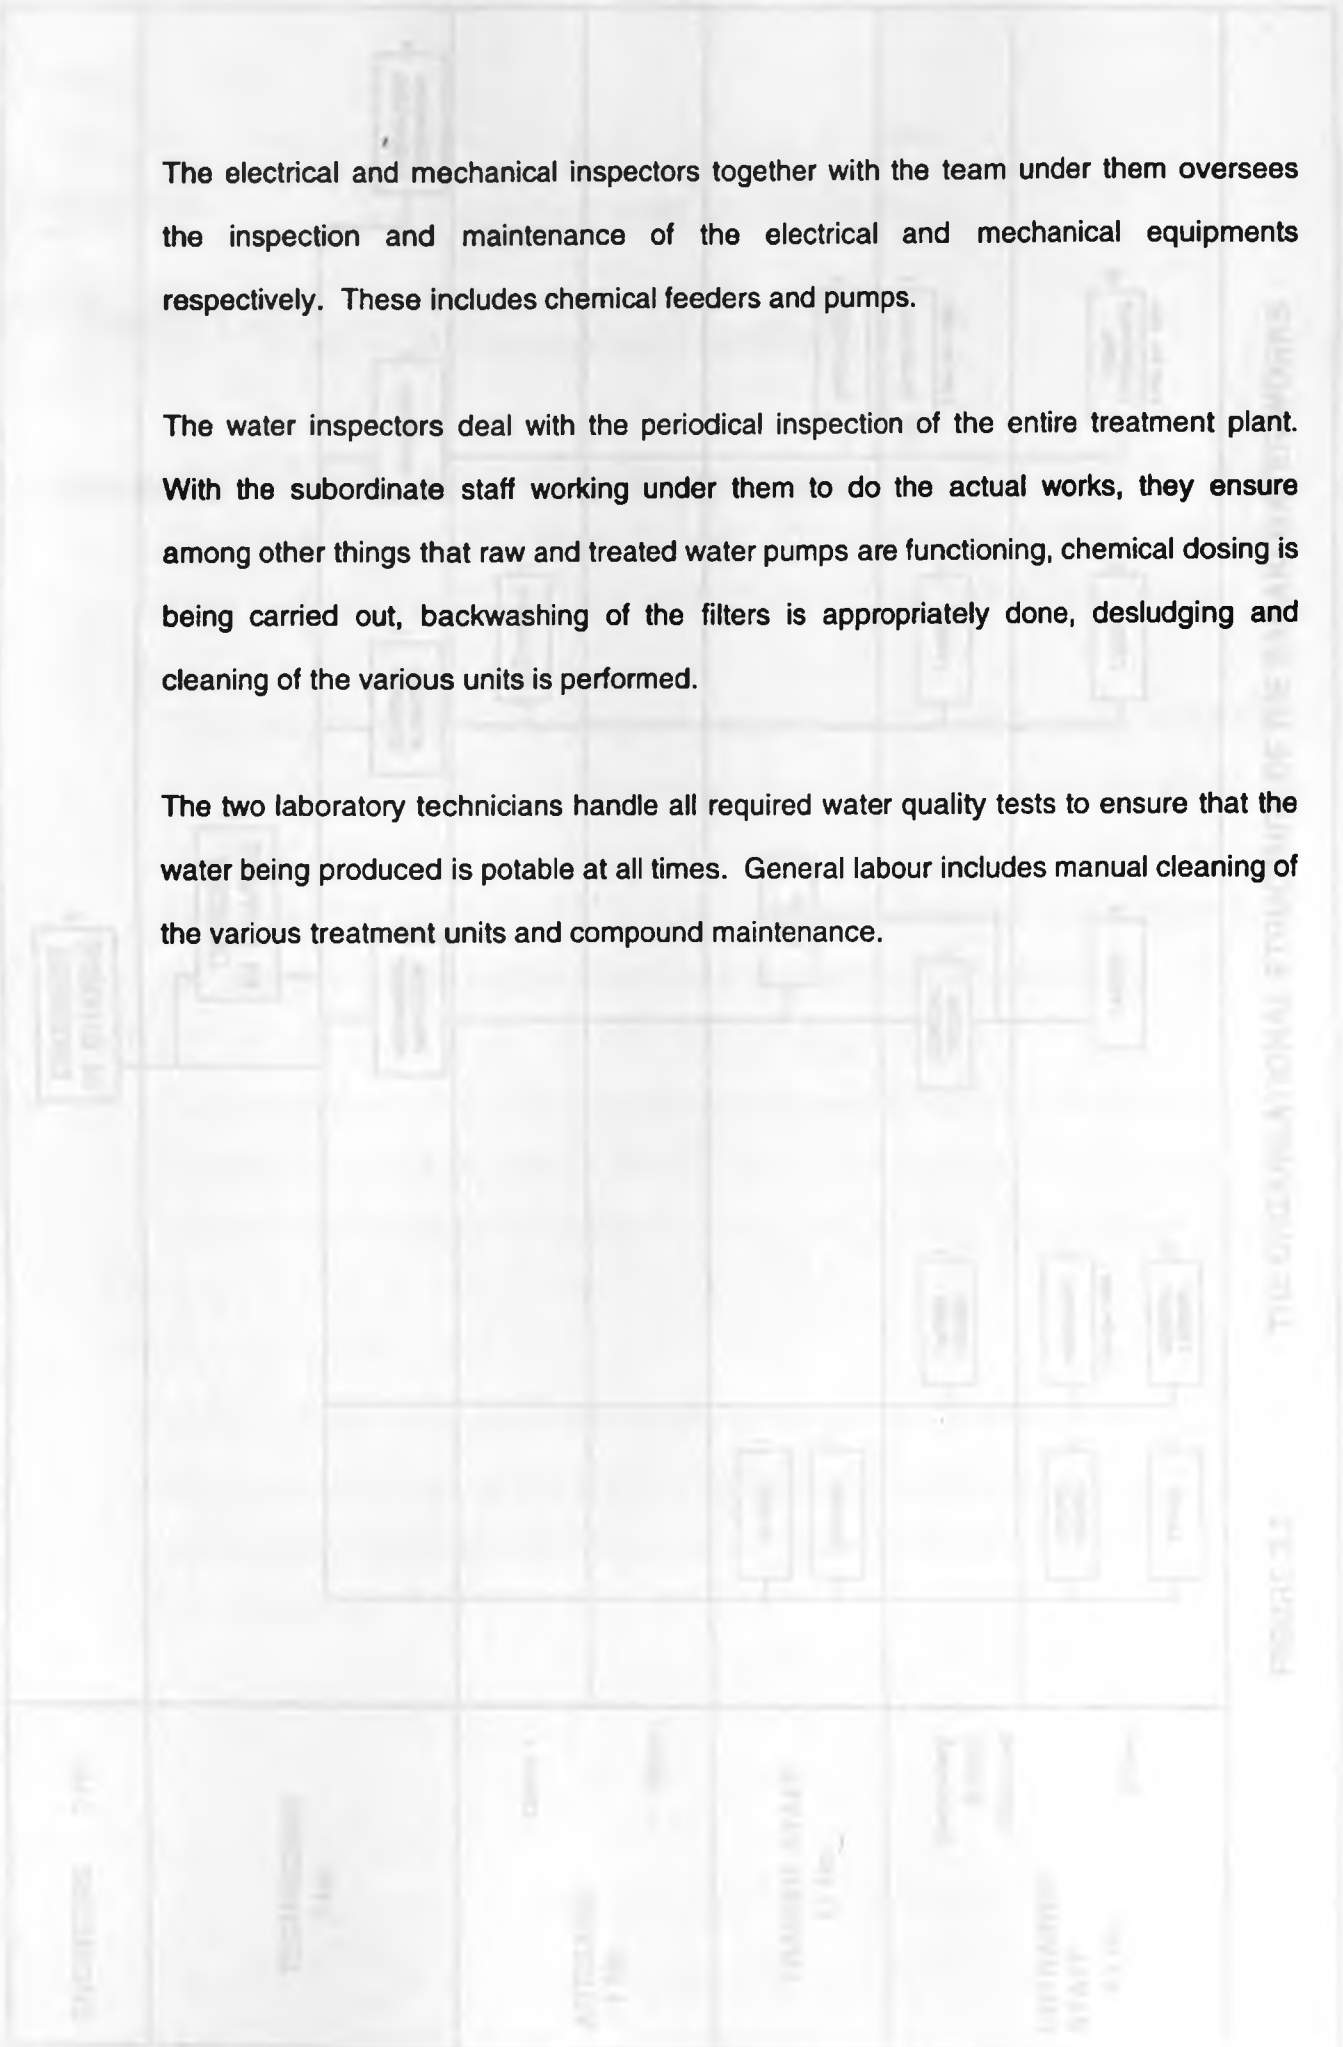 The electrical and mechanical inspectors together with the team under them oversees
the inspection and maintenance of the electrical and mechanical equipments
respectively. These includes chemical feeders and pumps.
The water inspectors deal with the periodical inspection of the entire treatment plant.
With the subordinate staff working under them to do the actual works, they ensure
among other things that raw and treated water pumps are functioning, chemical dosing is
being carried out, backwashing of the filters is appropriately done, desludging and
cleaning of the various units is performed.
The two laboratory technicians handle all required water quality tests to ensure that the
water being produced is potable at all times. General labour includes manual cleaning of
the various treatment units and compound maintenance.